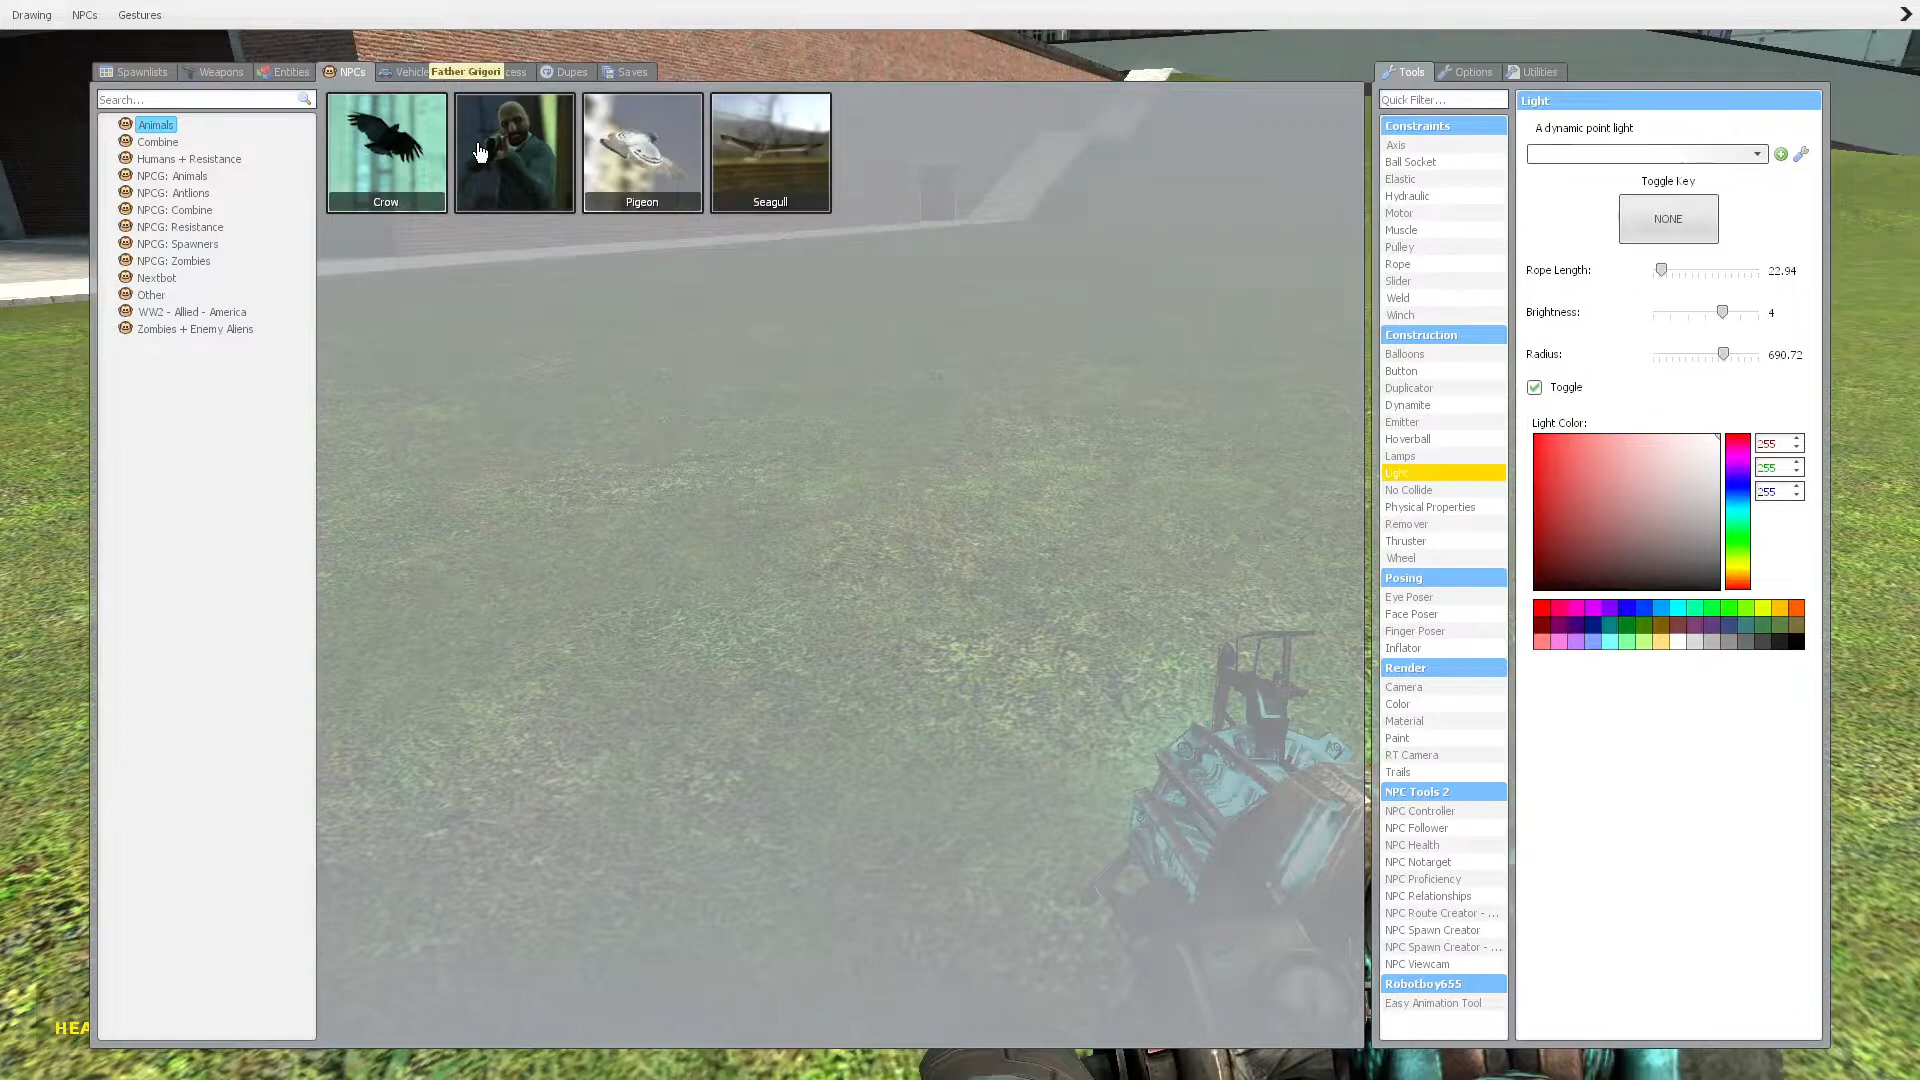 Drawing NPCs Gestures
Spawnlists Weapons Entities NPCs Vehicle Father Grigori cess Dupes Saves
Tools Options Utilities
Search...
Animals
Combine
Humans + Resistance
NPCG: Animals
NPCG: Antlions
NPCG: Combine
NPCG: Resistance
NPCG: Spawners
NPCG: Zombies
Nextbot
Other
WW2 - Allied - America
Zombies + Enemy Aliens
Crow
Pigeon
Seagull
HEA
Quick Filter...
Constraints
Axis
Ball Socket
Elastic
Hydraulic
Motor
Muscle
Pulley
Rope
Slider
Weld
Winch
Construction
Balloons
Button
Duplicator
Dynamite
Emitter
Hoverball
Lamps
Light
No Collide
Physical Properties
Remover
Thruster
Wheel
Posing
Eye Poser
Face Poser
Finger Poser
Inflator
Render
Camera
Color
Material
Paint
RT Camera
Trails
NPC Tools 2
NPC Controller
NPC Follower
NPC Health
NPC Notarget
NPC Proficiency
NPC Relationships
NPC Route Creator - ...
NPC Spawn Creator
NPC Spawn Creator - ...
NPC Viewcam
Robotboy655
Easy Animation Tool
Light
A dynamic point light
Toggle Key
NONE
Rope Length: 22.94
Brightness: 4
Radius: 690.72
Toggle
Light Color:
255
255
255